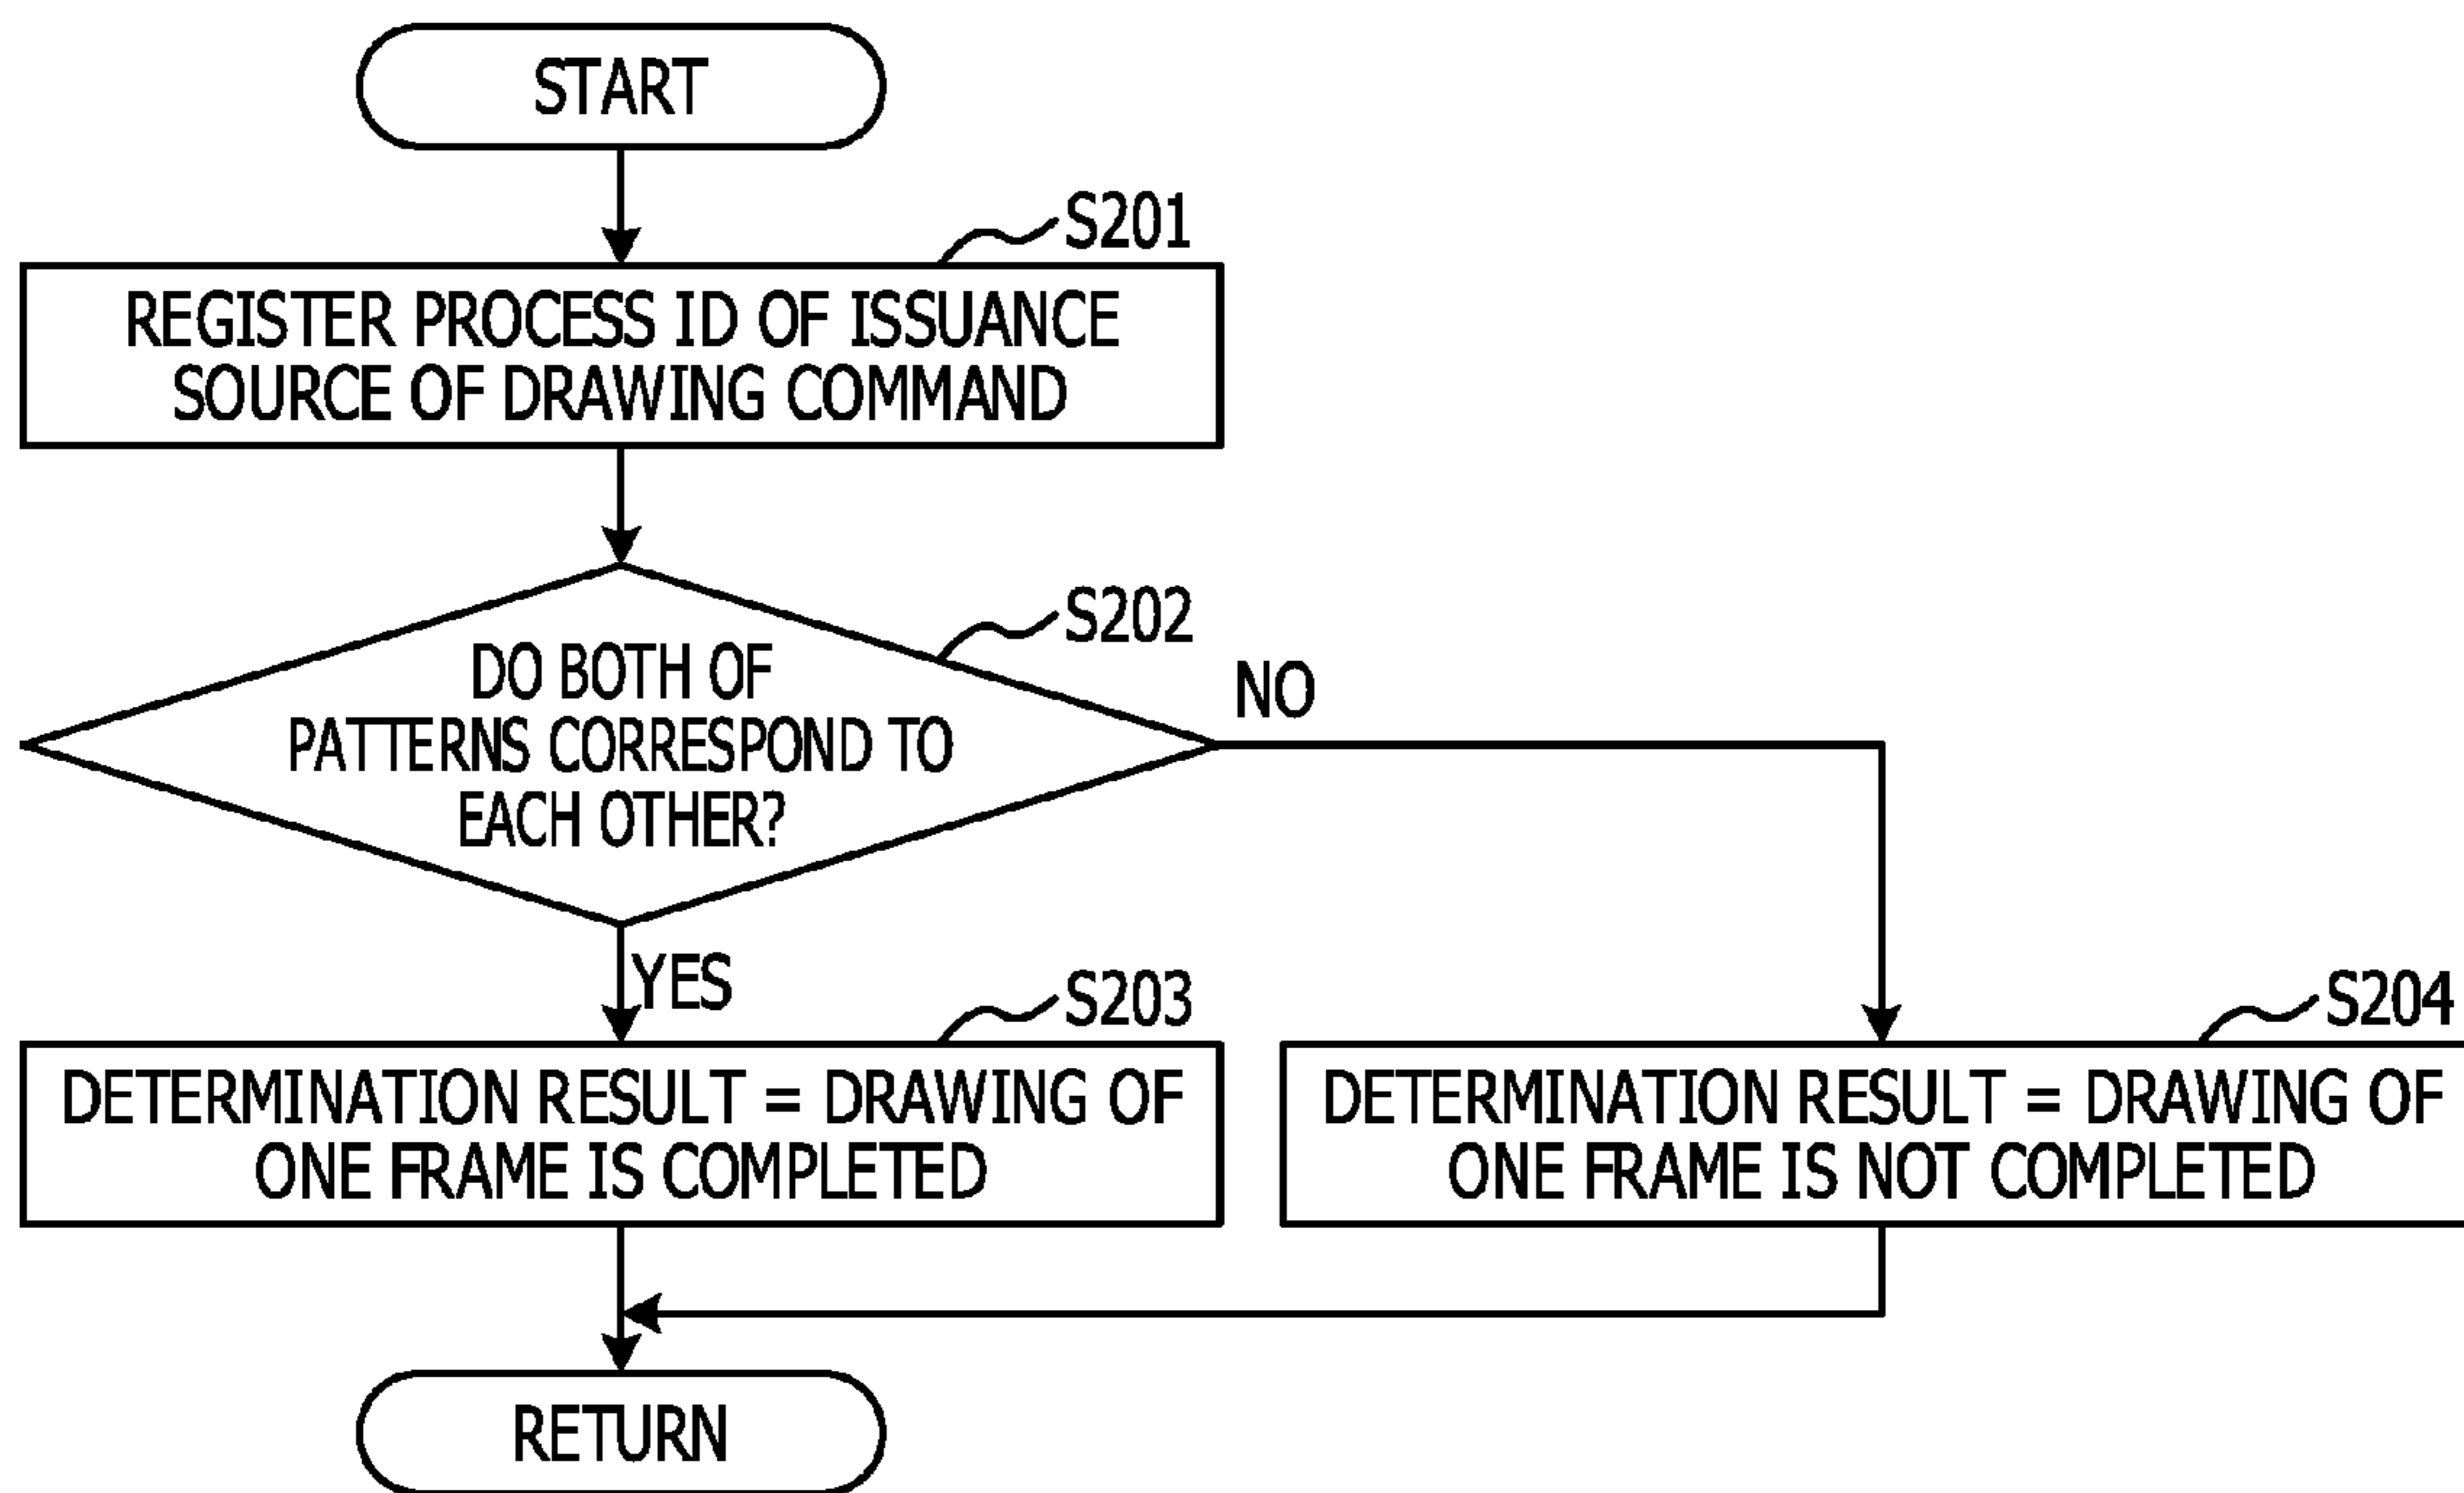 START
S201
REGISTER PROCESS ID OF ISSUANCE
SOURCE OF DRAWING COMMAND
S202
DO BOTH OF
PATTERNS CORRESPOND TO
EACH OTHER?
NO
YES
S203
DETERMINATION RESULT = DRAWING OF
ONE FRAME IS COMPLETED
S204
DETERMINATION RESULT = DRAWING OF
ONE FRAME IS NOT COMPLETED
RETURN